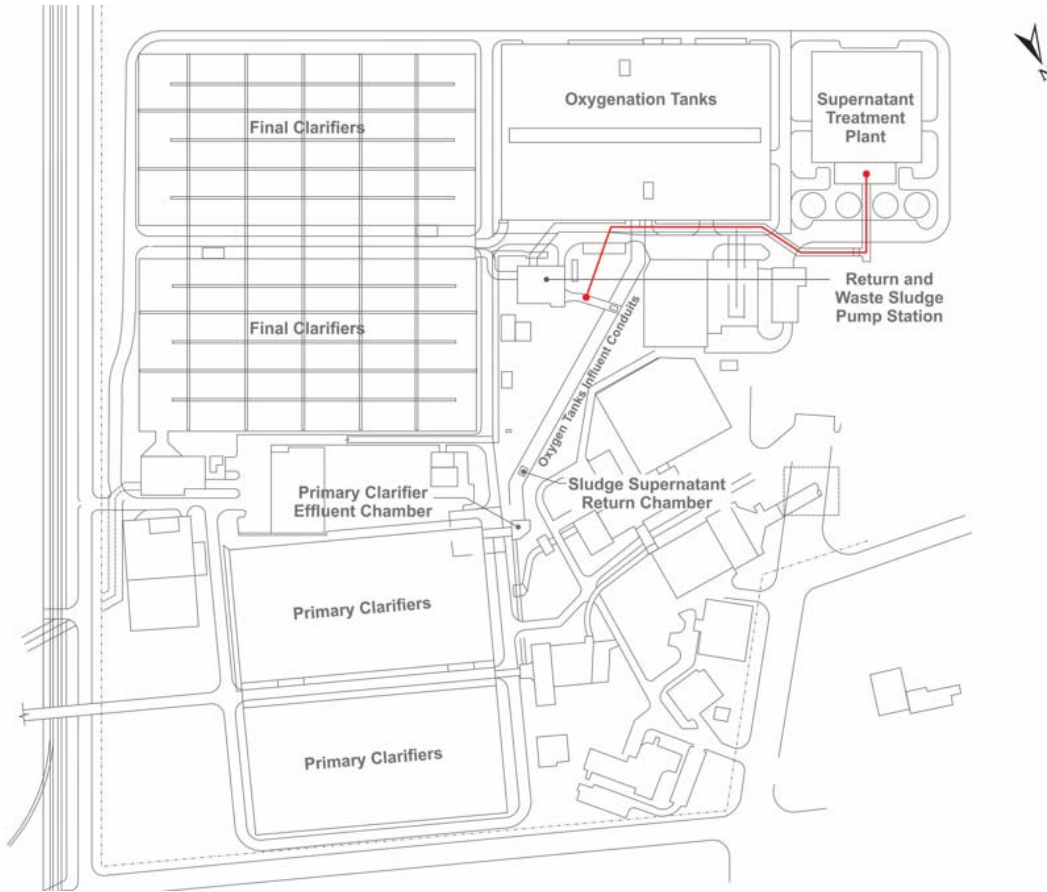 Final Clarifiers
Oxygenation Tanks
Supernatant
Treatment
Plant
Return and
Waste Sludge
Pump Station
Final Clarifiers
Oxygen Tanks Influent Conduits
Sludge Supernatant
Return Chamber
Primary Clarifier
Effluent Chamber
Primary Clarifiers
Primary Clarifiers